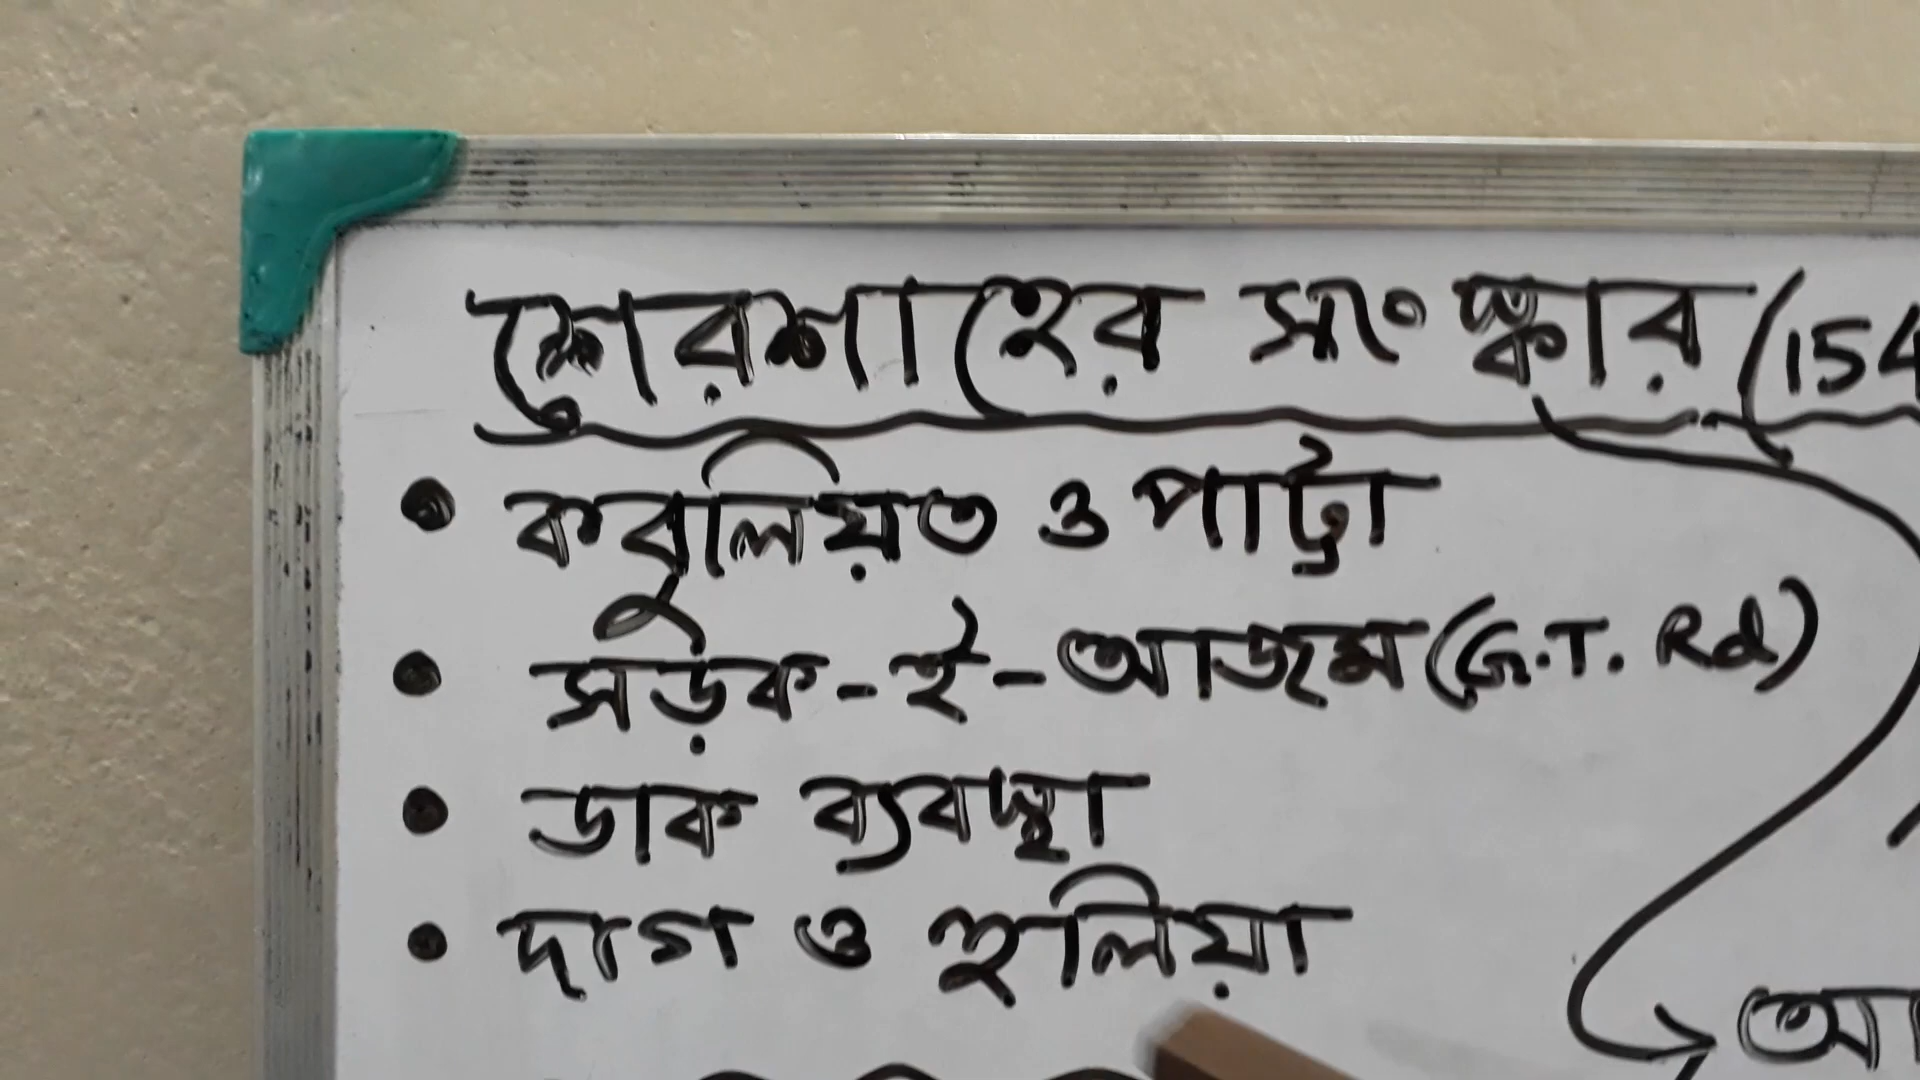 শেরশাহের সংস্কার (154
• কবুলিয়ত ও পাট্টা
• সড়ক-ই-আজম (G.T. Rd)
• ডাক ব্যবস্থা
• দাগ ও হুলিয়া
আ